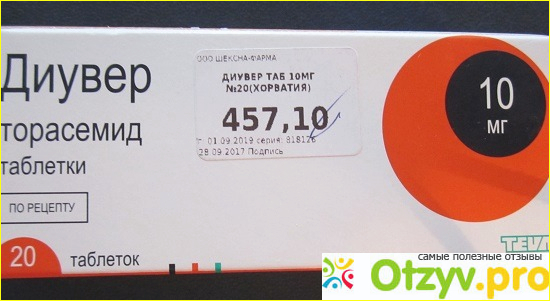 Диувер
торасемид
таблетки
ПО РЕЦЕПТУ
20 таблеток
ООО ШЕКСНА-ФАРМА
ДИУВЕР ТАБ 10МГ
№20(ХОРВАТИЯ)
457,10
Г: 01.09.2019 серия: 818126
28.09.2017 Подпись
10
МГ
TEVA
самые полезные отзывы
Otzyv.pro